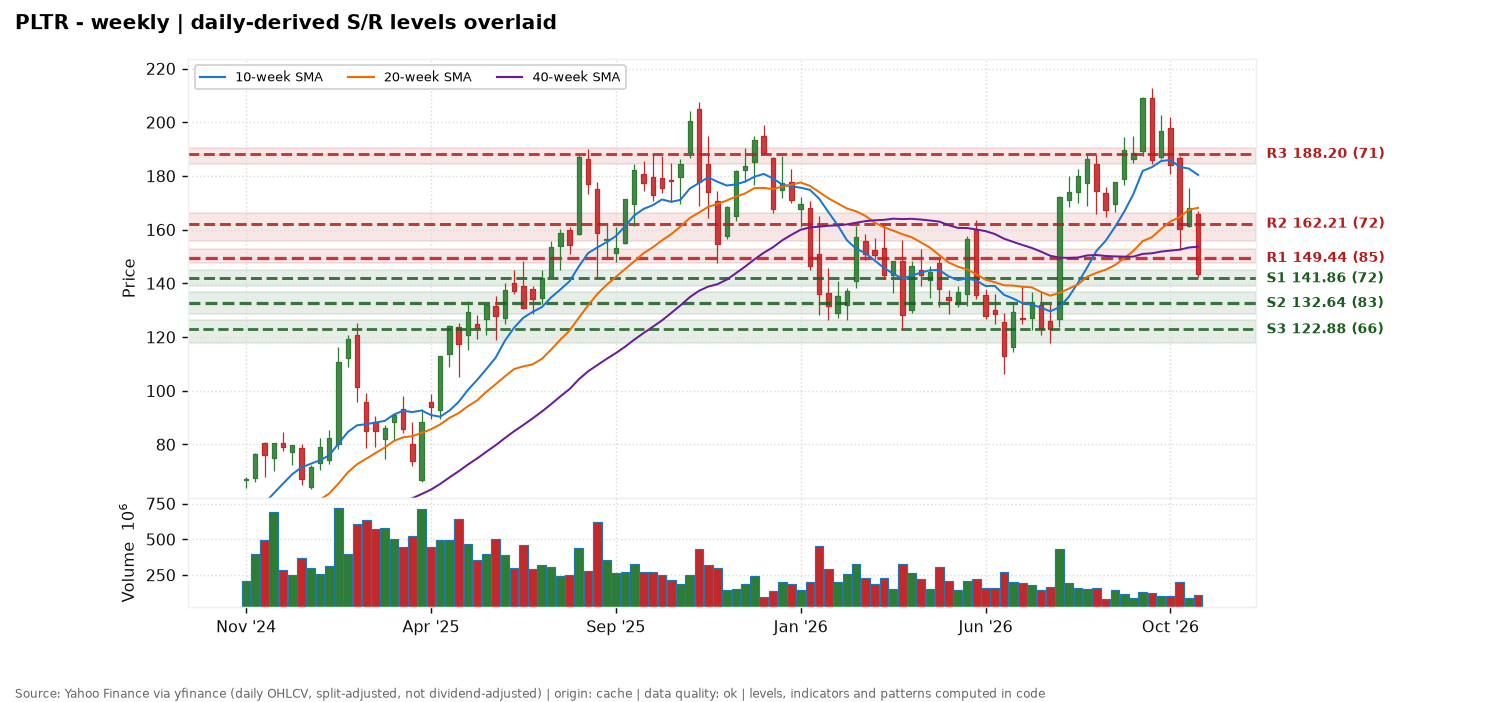 PLTR - weekly | daily-derived S/R levels overlaid
10-week SMA 20-week SMA 40-week SMA
Price
220
200
180
160
140
120
100
80
R3 188.20 (71)
R2 162.21 (72)
R1 149.44 (85)
S1 141.86 (72)
S2 132.64 (83)
S3 122.88 (66)
Volume 10⁶
750
500
250
Nov '24 Apr '25 Sep '25 Jan '26 Jun '26 Oct '26
Source: Yahoo Finance via yfinance (daily OHLCV, split-adjusted, not dividend-adjusted) | origin: cache | data quality: ok | levels, indicators and patterns computed in code